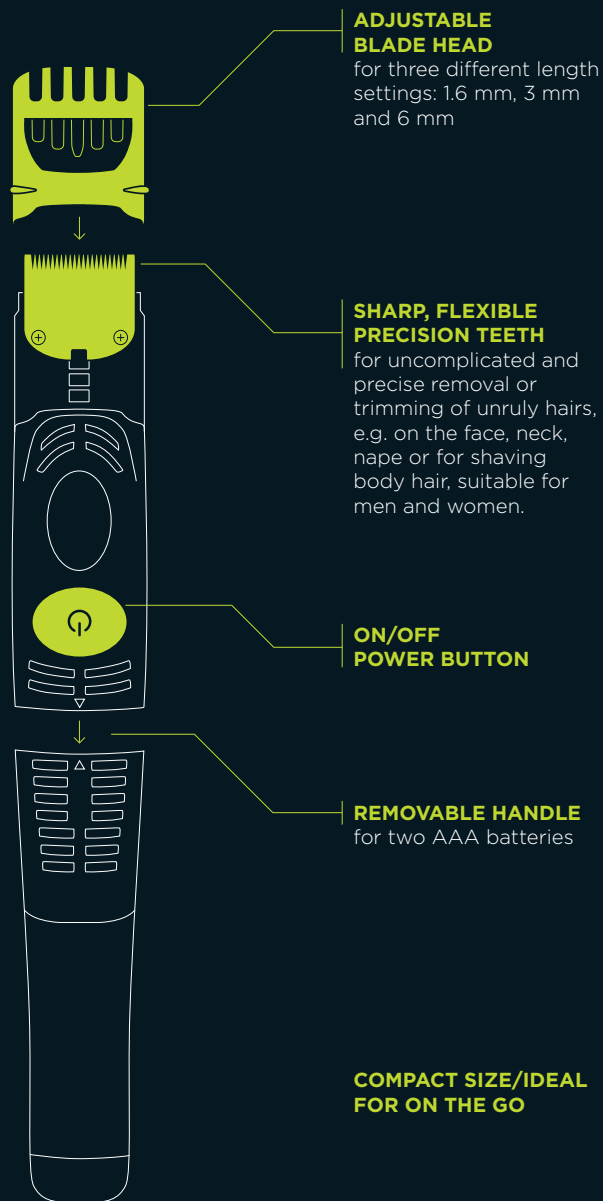 ADJUSTABLE
BLADE HEAD
for three different length
settings: 1.6 mm, 3 mm
and 6 mm
SHARP, FLEXIBLE
PRECISION TEETH
for uncomplicated and
precise removal or
trimming of unruly hairs,
e.g. on the face, neck,
nape or for shaving
body hair, suitable for
men and women.
ON/OFF
POWER BUTTON
REMOVABLE HANDLE
for two AAA batteries
COMPACT SIZE/IDEAL
FOR ON THE GO